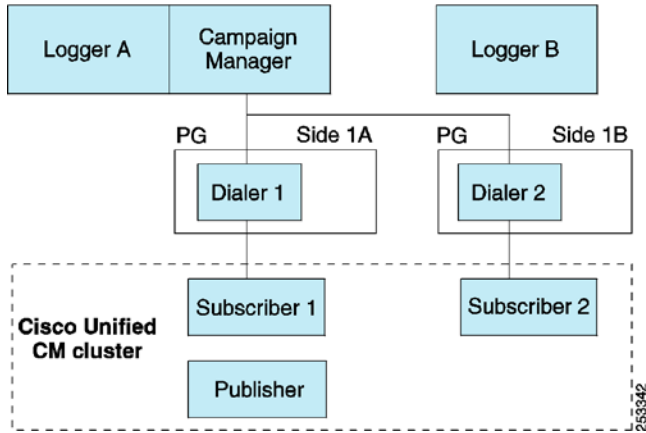 Logger A
Campaign
Manager
Logger B
PG
Side 1A
PG
Side 1B
Dialer 1
Dialer 2
Subscriber 1
Subscriber 2
Cisco Unified
CM cluster
Publisher
253342